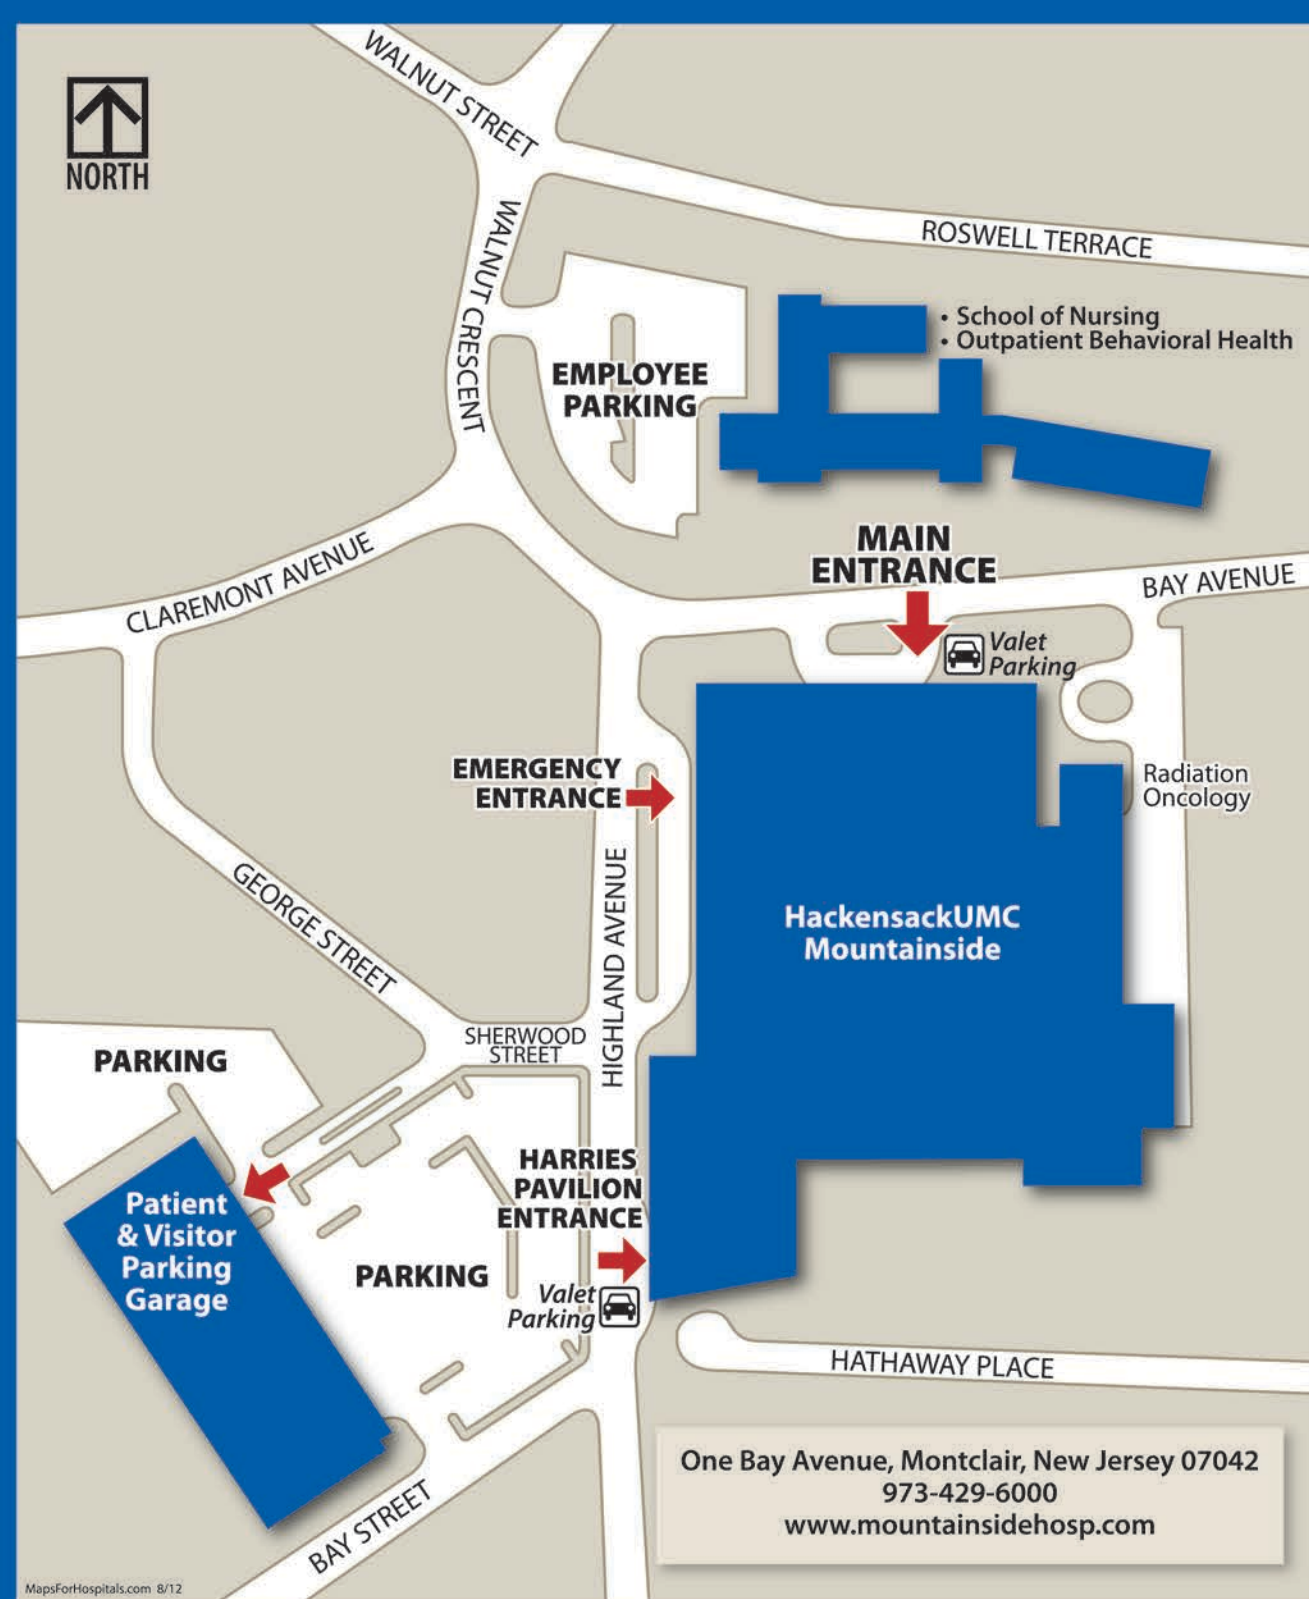 WALNUT STREET
NORTH
WALNUT CRESCENT
ROSWELL TERRACE
• School of Nursing
• Outpatient Behavioral Health
EMPLOYEE
PARKING
MAIN
ENTRANCE
CLAREMONT AVENUE
BAY AVENUE
Valet
Parking
EMERGENCY
ENTRANCE
Radiation
Oncology
GEORGE STREET
HIGHLAND AVENUE
HackensackUMC
Mountainside
SHERWOOD
STREET
PARKING
HARRIES
PAVILION
ENTRANCE
Patient
& Visitor
Parking
Garage
PARKING
Valet
Parking
HATHAWAY PLACE
BAY STREET
One Bay Avenue, Montclair, New Jersey 07042
973-429-6000
www.mountainsidehosp.com
MapsForHospitals.com 8/12